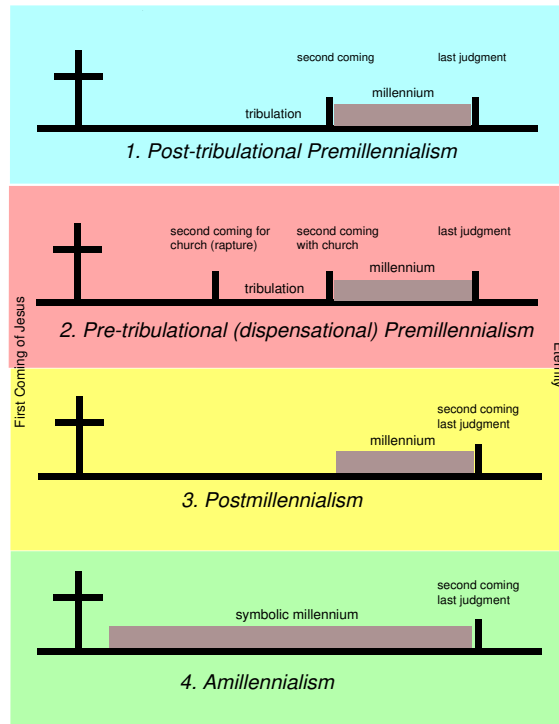 second coming
last judgment
millennium
tribulation
1. Post-tribulational Premillennialism
second coming for
church (rapture)
second coming
with church
last judgment
millennium
tribulation
2. Pre-tribulational (dispensational) Premillennialism
First Coming of Jesus
Eternity
second coming
last judgment
millennium
3. Postmillennialism
second coming
last judgment
symbolic millennium
4. Amillennialism